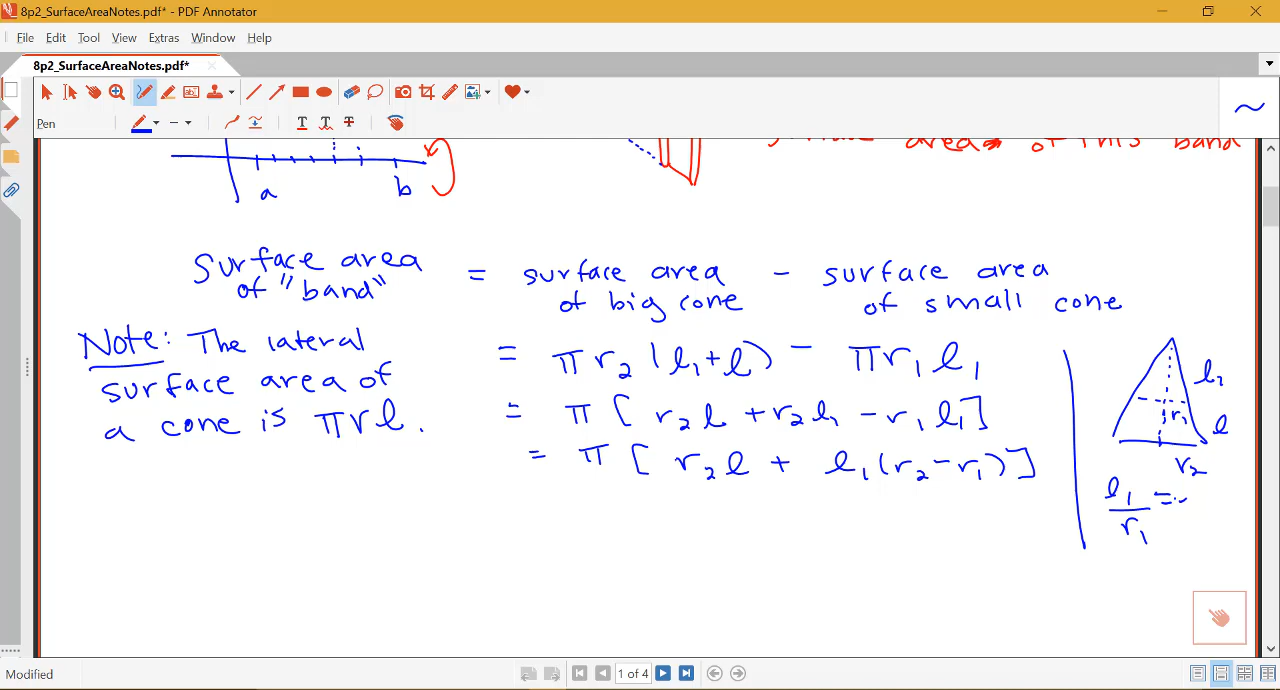 8p2_SurfaceAreaNotes.pdf* - PDF Annotator
File Edit Tool View Extras Window Help
8p2_SurfaceAreaNotes.pdf*
Pen
area of this band
a b
surface area of "band" = surface area of big cone - surface area of small cone
Note: The lateral surface area of a cone is πrl.
= πr₂(l₁+l) - πr₁l₁
= π[r₂l + r₂l₁ - r₁l₁]
= π[r₂l + l₁(r₂-r₁)]
l₁
r₁
l
r₂
l₁/r₁ =
1 of 4
Modified